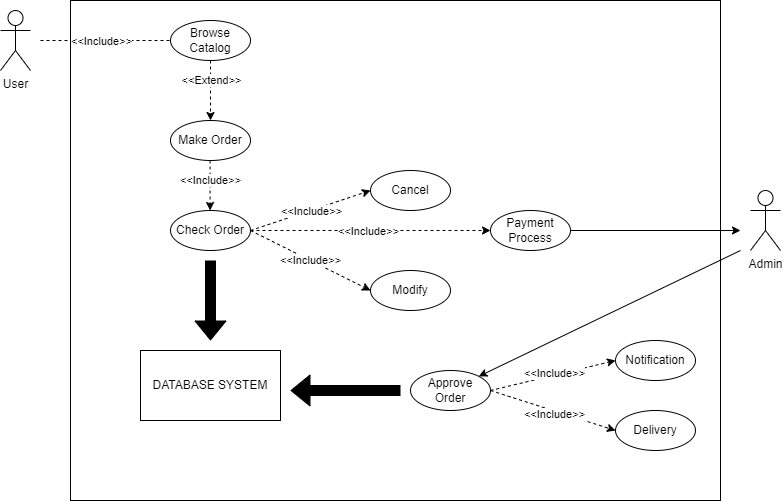 <<Include>>
Browse
Catalog
User
<<Extend>>
Make Order
<<Include>>
Cancel
<<Include>>
Check Order
<<Include>>
Payment
Process
<<Include>>
Admin
Modify
DATABASE SYSTEM
Approve
Order
<<Include>>
Notification
<<Include>>
Delivery